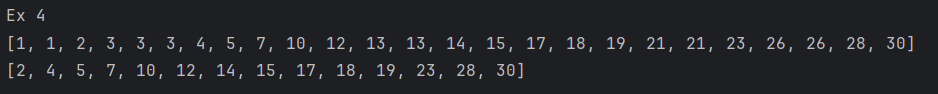 Ex 4
[1, 1, 2, 3, 3, 3, 4, 5, 7, 10, 12, 13, 13, 14, 15, 17, 18, 19, 21, 21, 23, 26, 26, 28, 30]
[2, 4, 5, 7, 10, 12, 14, 15, 17, 18, 19, 23, 28, 30]